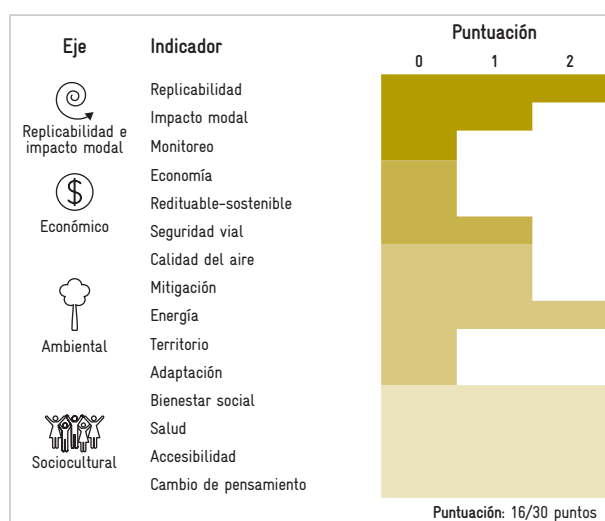 Eje Indicador Puntuación
0 1 2
Replicabilidad e
impacto modal
Replicabilidad
Impacto modal
Monitoreo
$
Económico
Economía
Redituable-sostenible
Seguridad vial
Ambiental
Calidad del aire
Mitigación
Energía
Territorio
Adaptación
Sociocultural
Bienestar social
Salud
Accesibilidad
Cambio de pensamiento
Puntuación: 16/30 puntos